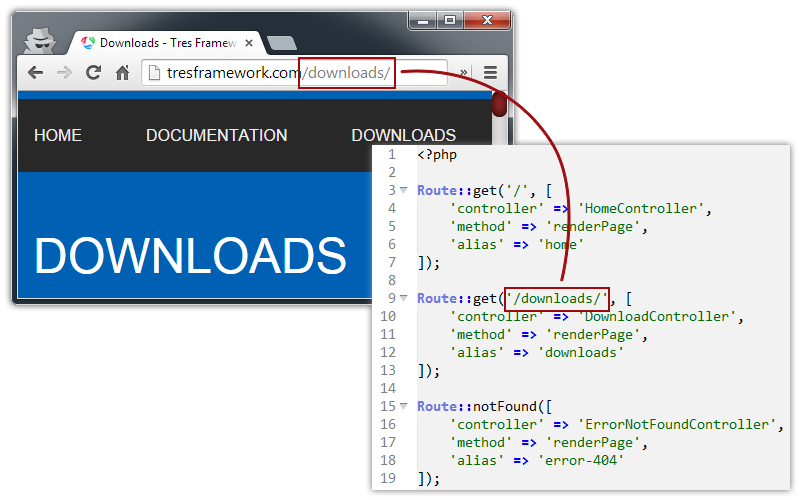 Downloads - Tres Framew
tresframework.com/downloads/
»
HOME DOCUMENTATION DOWNLOADS
DOWNLOADS
1 <?php
2
3 Route::get('/', [
4 'controller' => 'HomeController',
5 'method' => 'renderPage',
6 'alias' => 'home'
7 ]);
8
9 Route::get('/downloads/', [
10 'controller' => 'DownloadController',
11 'method' => 'renderPage',
12 'alias' => 'downloads'
13 ]);
14
15 Route::notFound([
16 'controller' => 'ErrorNotFoundController',
17 'method' => 'renderPage',
18 'alias' => 'error-404'
19 ]);